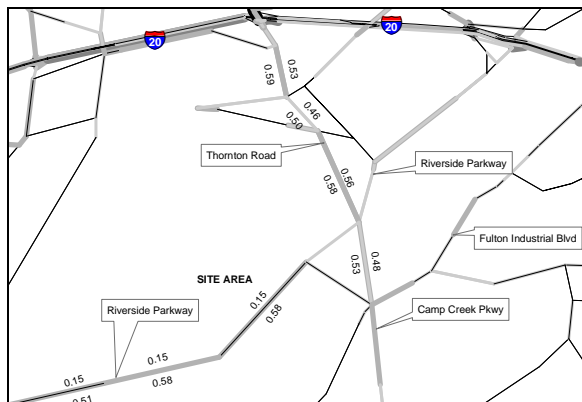 20
20
0.53
0.59
0.46
0.50
Thornton Road
0.56
0.58
Riverside Parkway
Fulton Industrial Blvd
0.48
0.53
SITE AREA
0.15
0.58
Camp Creek Pkwy
Riverside Parkway
0.15
0.58
0.15
0.51